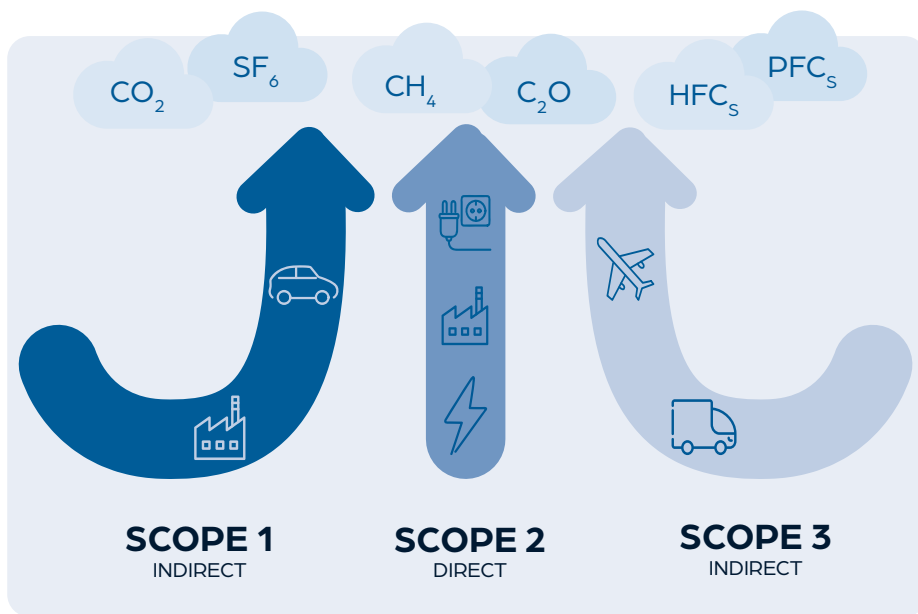 CO₂
SF₆
CH₄
C₂O
HFCₛ
PFCₛ
SCOPE 1
INDIRECT
SCOPE 2
DIRECT
SCOPE 3
INDIRECT